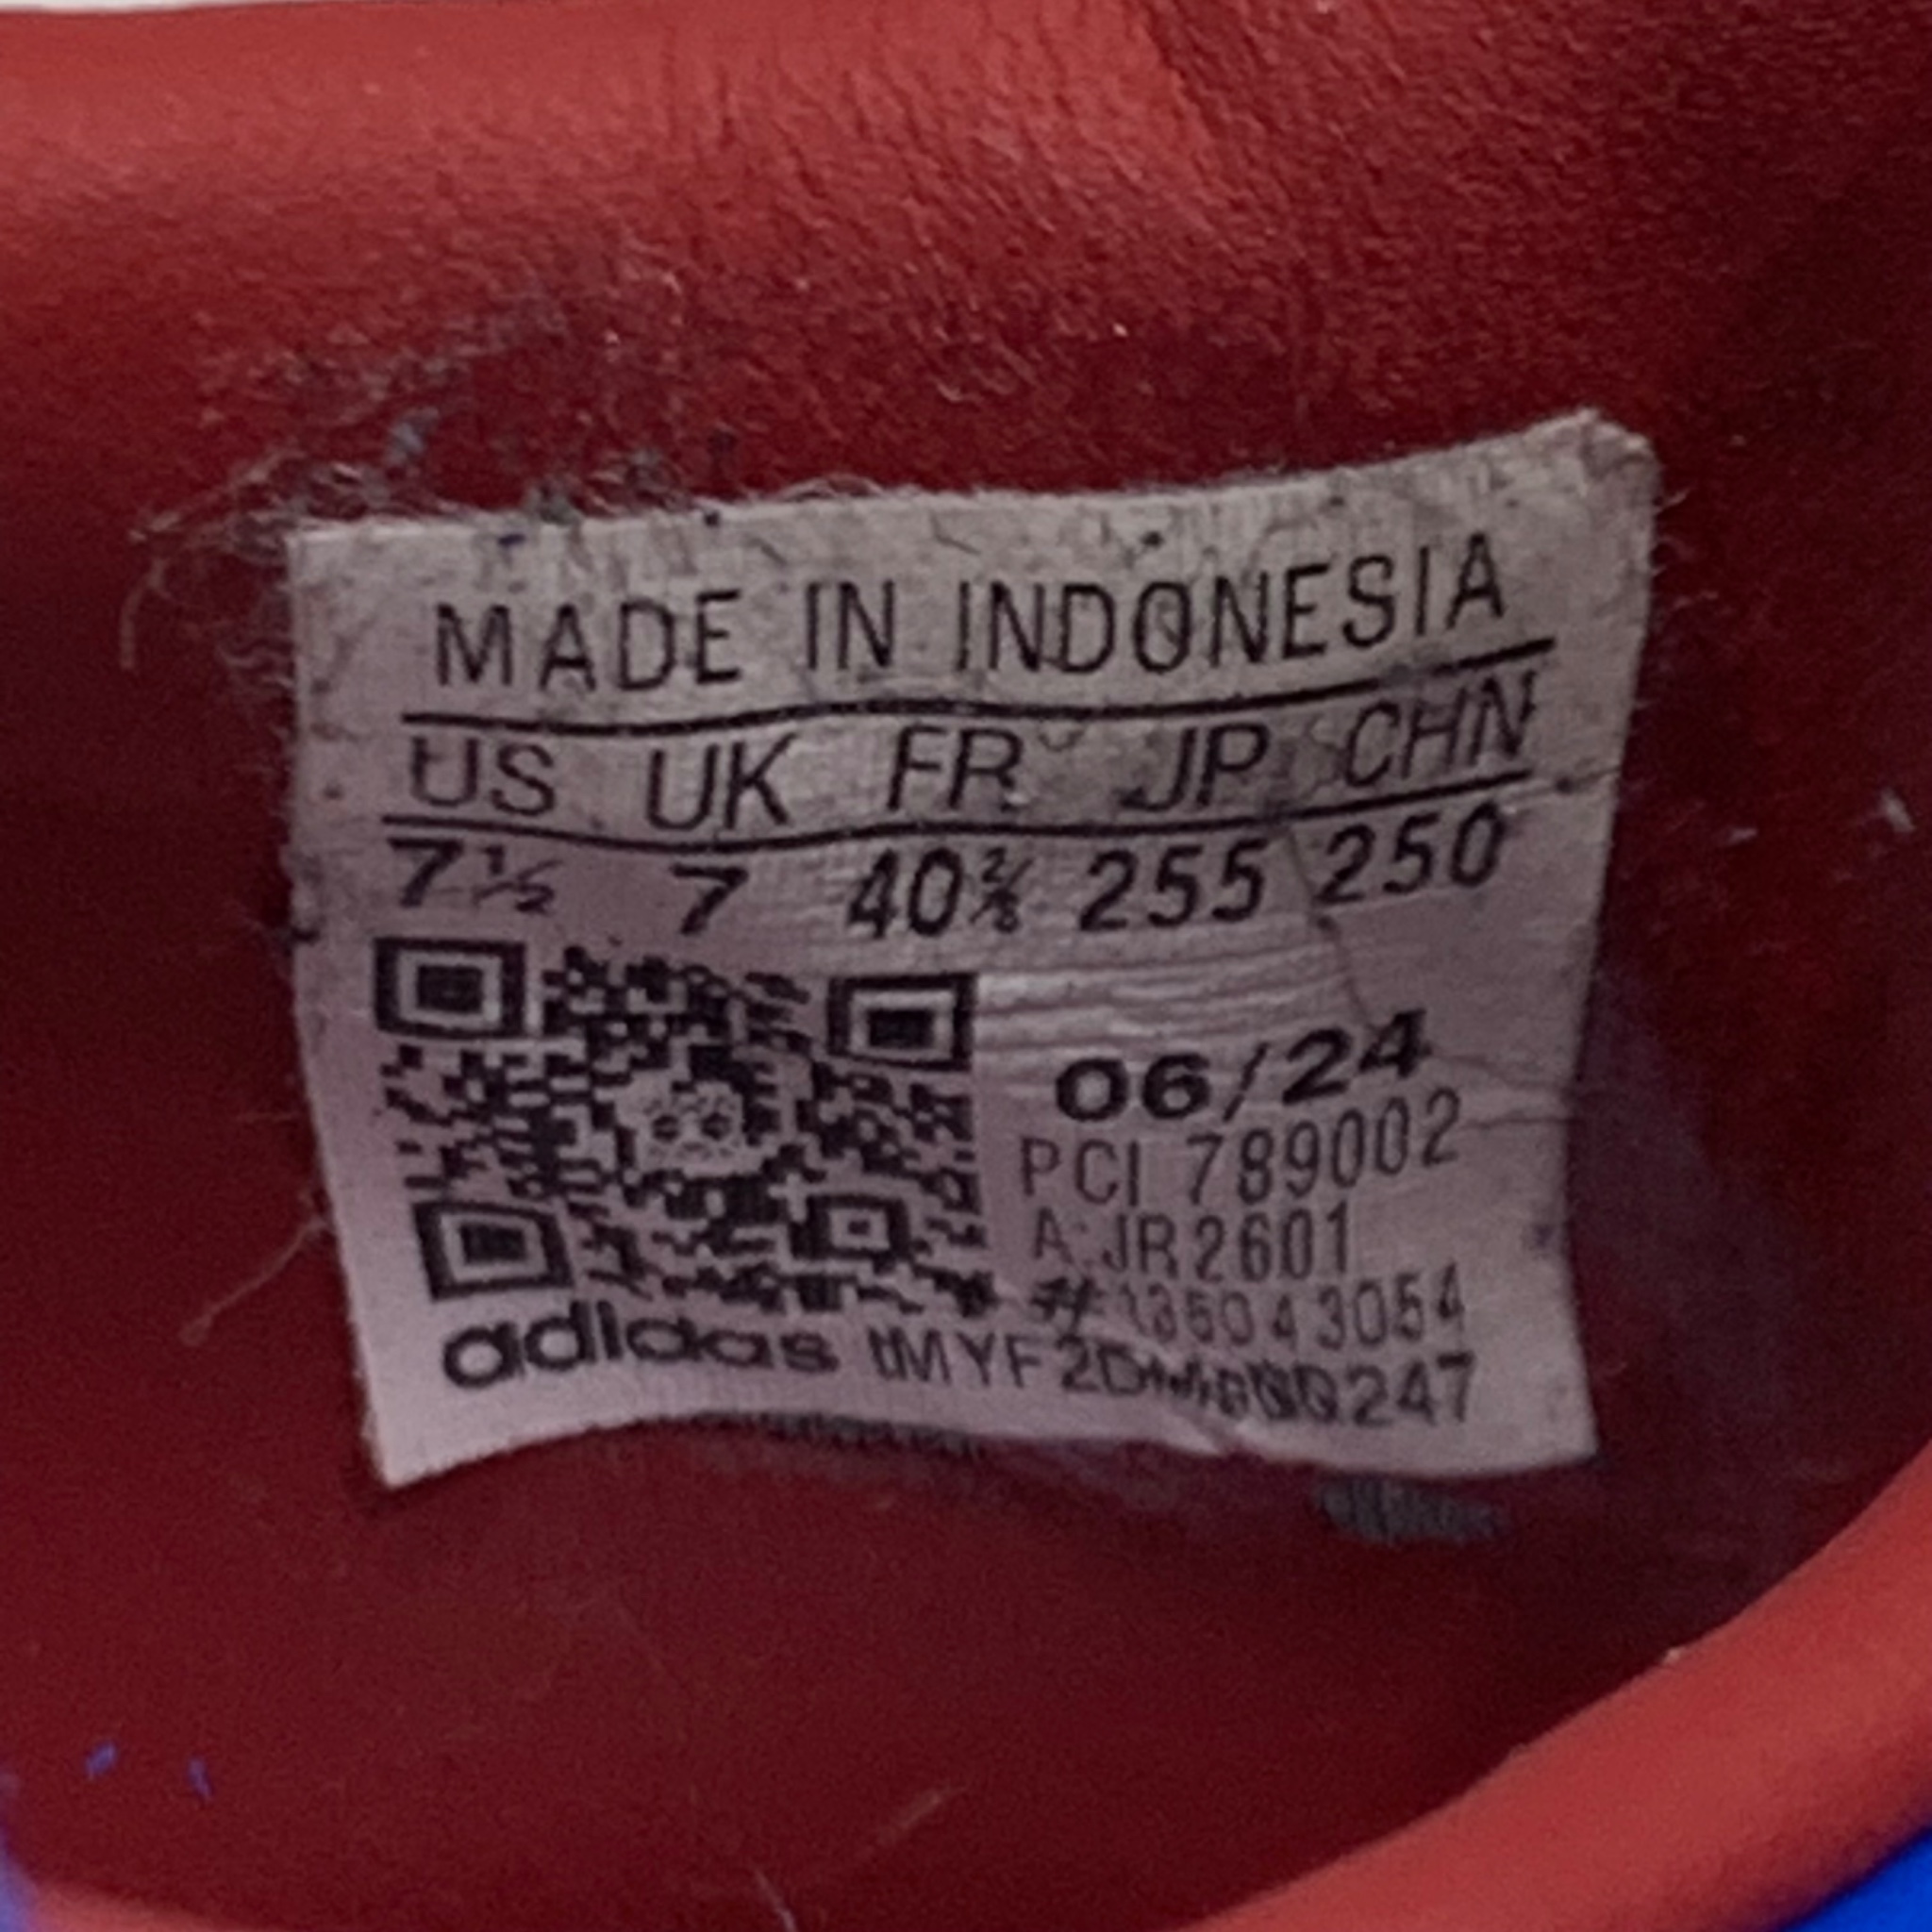 MADE IN INDONESIA
US UK FR JP CHN
7½ 7 40⅔ 255 250
06/24
PCI 789002
A:JR2601
adidas